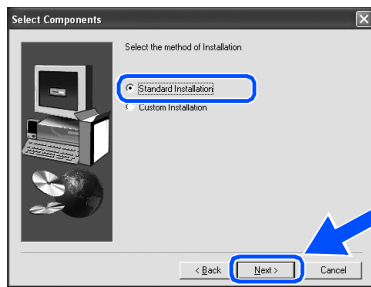 Select Components
Select the method of Installation
Standard Installation
Custom Installation
< Back
Next >
Cancel